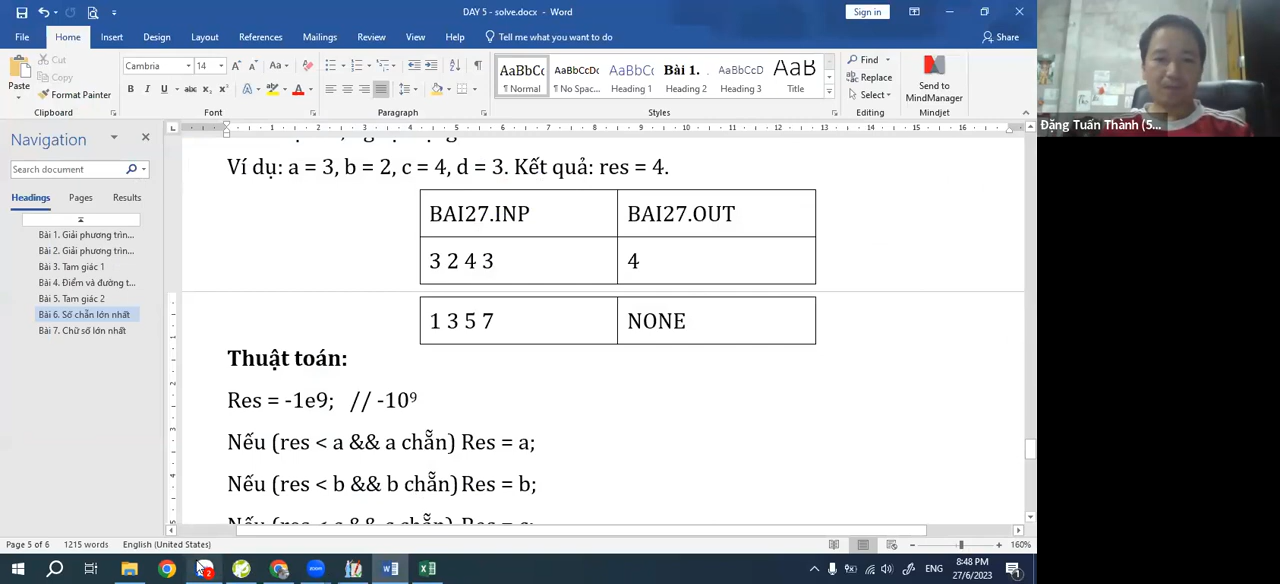 DAY 5 - solve.docx - Word
Sign in
File Home Insert Design Layout References Mailings Review View Help Tell me what you want to do Share
Paste
Cut
Copy
Format Painter
Clipboard
Cambria 14
Font
Paragraph
AaBbCc AaBbCcDc AaBbCc Bài 1. AaBbCcD AaB
¶ Normal ¶ No Spac... Heading 1 Heading 2 Heading 3 Title
Styles
Find
Replace
Select
Editing
Send to
MindManager
Mindjet
Navigation
Search document
Headings Pages Results
Bài 1. Giải phương trìn...
Bài 2. Giải phương trìn...
Bài 3. Tam giác 1
Bài 4. Điểm và đường t...
Bài 5. Tam giác 2
Bài 6. Số chẵn lớn nhất
Bài 7. Chữ số lớn nhất
Ví dụ: a = 3, b = 2, c = 4, d = 3. Kết quả: res = 4.
BAI27.INP BAI27.OUT
3 2 4 3 4
1 3 5 7 NONE
Thuật toán:
Res = -1e9; // -10⁹
Nếu (res < a && a chẵn) Res = a;
Nếu (res < b && b chẵn) Res = b;
Đặng Tuấn Thành (5...
Page 5 of 6 1215 words English (United States) 160%
ENG
8:48 PM
27/6/2023